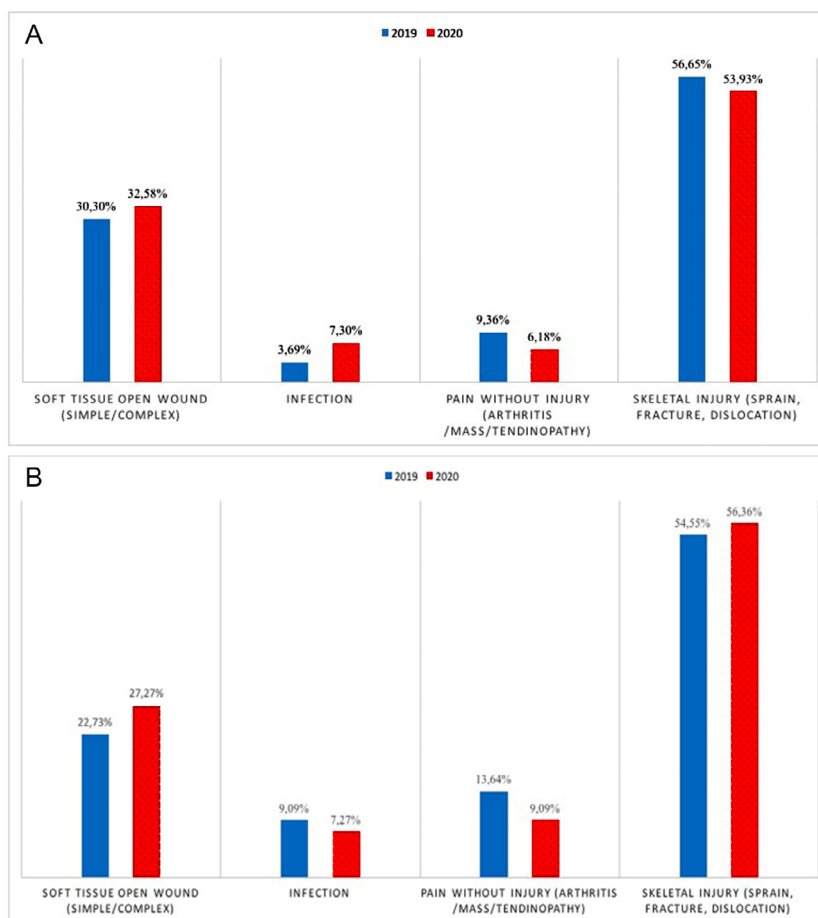 A
2019 2020
56,65%
53,93%
30,30%
32,58%
3,69%
7,30%
9,36%
6,18%
SOFT TISSUE OPEN WOUND
(SIMPLE/COMPLEX)
INFECTION
PAIN WITHOUT INJURY
(ARTHRITIS
/MASS/TENDINOPATHY)
SKELETAL INJURY (SPRAIN,
FRACTURE, DISLOCATION)
B
2019 2020
54,55%
56,36%
22,73%
27,27%
9,09%
7,27%
13,64%
9,09%
SOFT TISSUE OPEN WOUND
(SIMPLE/COMPLEX)
INFECTION
PAIN WITHOUT INJURY (ARTHRITIS
/MASS/TENDINOPATHY)
SKELETAL INJURY (SPRAIN,
FRACTURE, DISLOCATION)